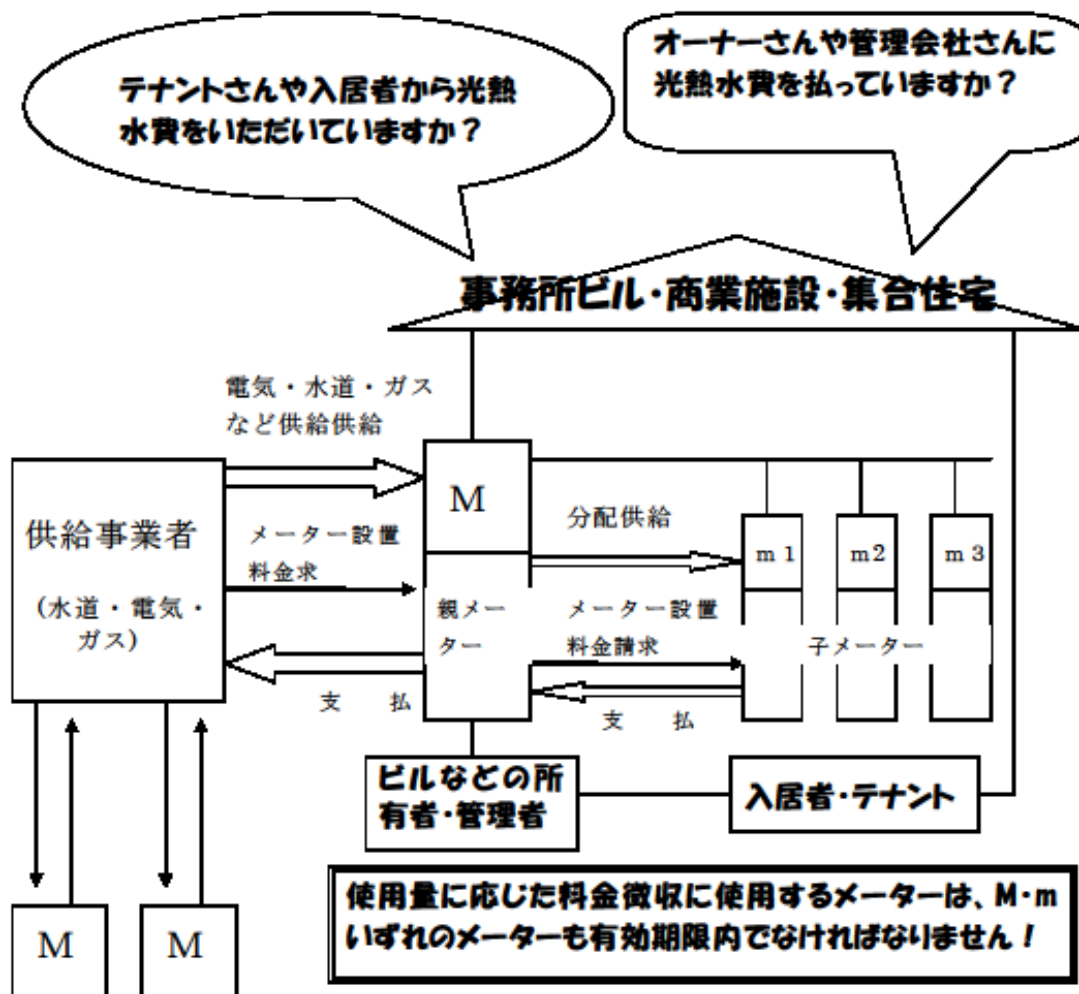 テナントさんや入居者から光熱
水費をいただいていますか？
オーナーさんや管理会社さんに
光熱水費を払っていますか？
事務所ビル・商業施設・集合住宅
電気・水道・ガス
など供給供給
供給事業者
(水道・電気・
ガス)
メーター設置
料金求
支　払
M
親メー
ター
分配供給
メーター設置
料金請求
支　払
m1
m2
m3
子メーター
ビルなどの所
有者・管理者
入居者・テナント
M
M
使用量に応じた料金徴収に使用するメーターは、M・m
いずれのメーターも有効期限内でなければなりません！